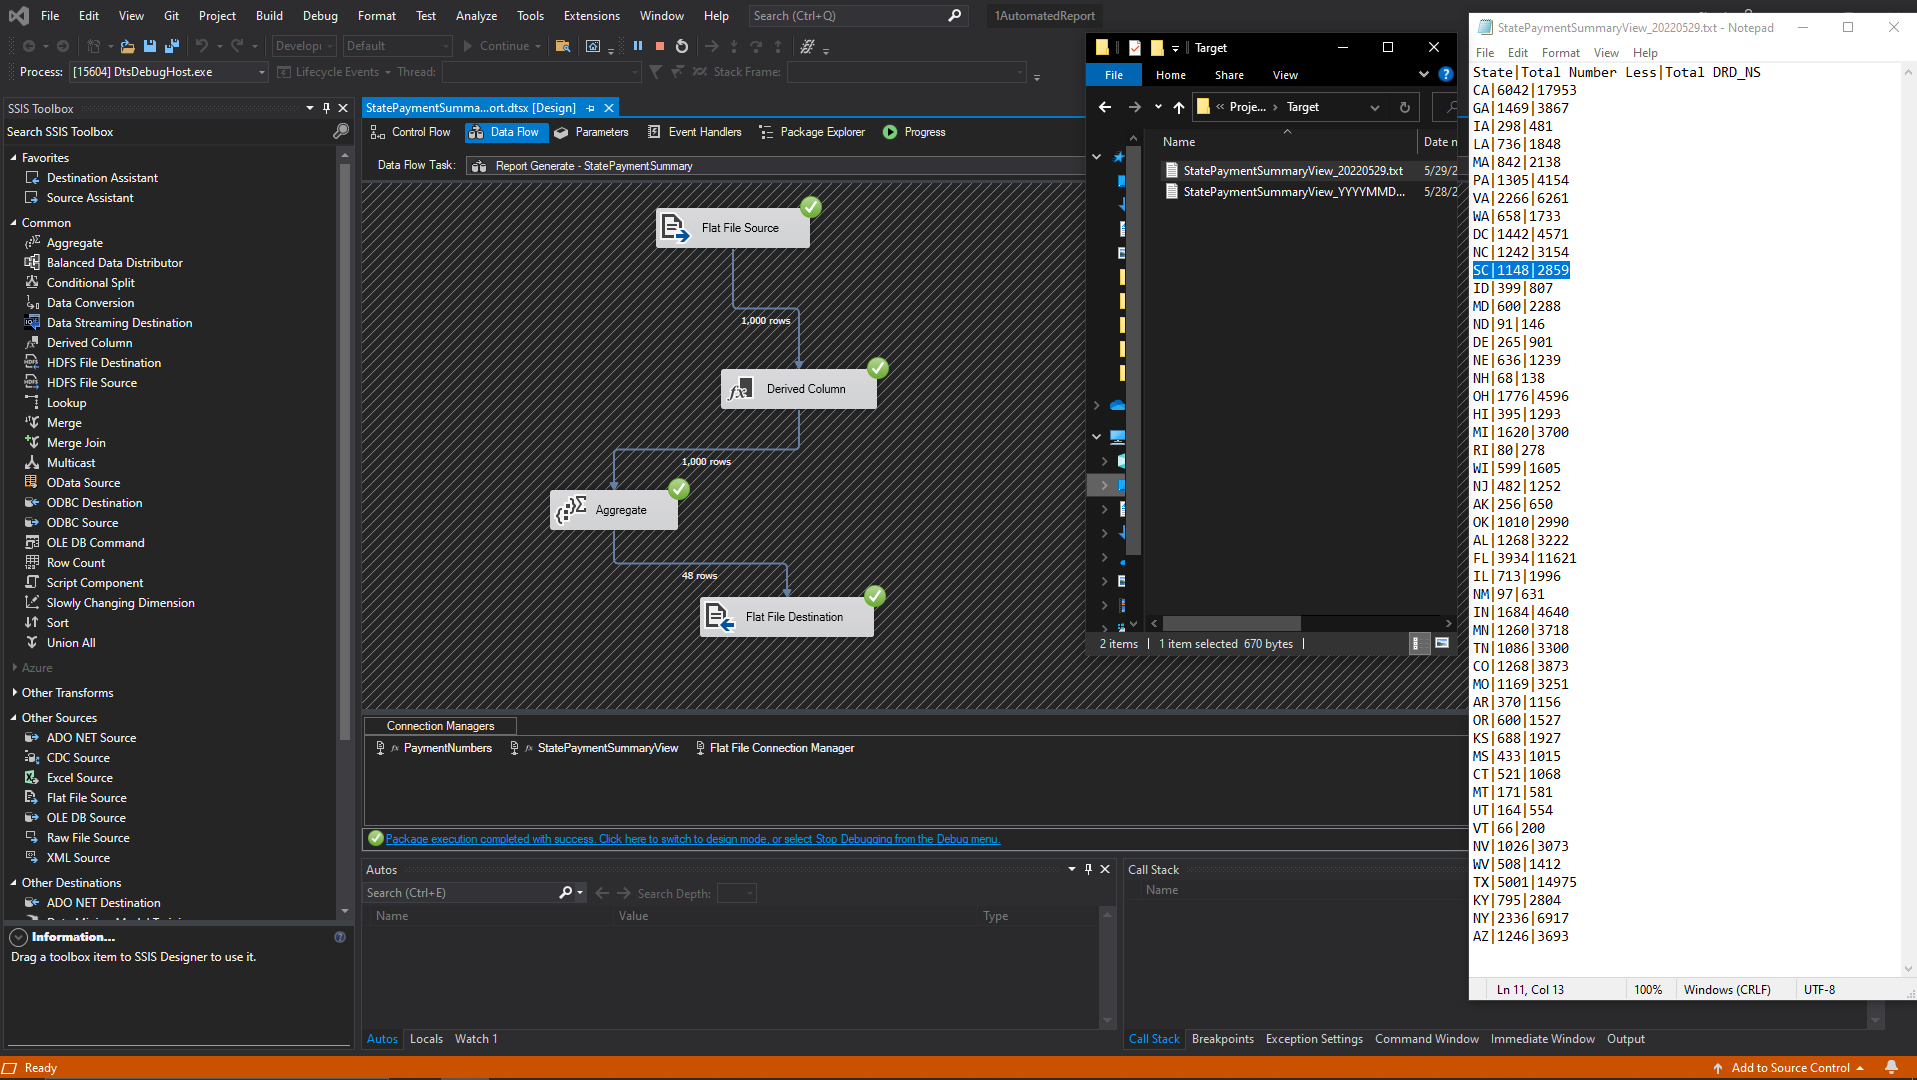 File Edit View Git Project Build Debug Format Test Analyze Tools Extensions Window Help Search (Ctrl+Q) 1AutomatedReport
Develop Default Continue
Process: [15604] DtsDebugHost.exe Lifecycle Events Thread: Stack Frame:
SSIS Toolbox
Search SSIS Toolbox
Favorites
Destination Assistant
Source Assistant
Common
Aggregate
Balanced Data Distributor
Conditional Split
Data Conversion
Data Streaming Destination
Derived Column
HDFS File Destination
HDFS File Source
Lookup
Merge
Merge Join
Multicast
OData Source
ODBC Destination
ODBC Source
OLE DB Command
Row Count
Script Component
Slowly Changing Dimension
Sort
Union All
Azure
Other Transforms
Other Sources
ADO NET Source
CDC Source
Excel Source
Flat File Source
OLE DB Source
Raw File Source
XML Source
Other Destinations
ADO NET Destination
Information...
Drag a toolbox item to SSIS Designer to use it.
StatePaymentSumma...ort.dtsx [Design]
Control Flow Data Flow Parameters Event Handlers Package Explorer Progress
Data Flow Task: Report Generate - StatePaymentSummary
Flat File Source
1,000 rows
Derived Column
1,000 rows
Aggregate
48 rows
Flat File Destination
Connection Managers
PaymentNumbers StatePaymentSummaryView Flat File Connection Manager
Package execution completed with success. Click here to switch to design mode, or select Stop Debugging from the Debug menu.
Autos
Search (Ctrl+E) Search Depth:
Name Value Type
Autos Locals Watch 1
Call Stack
Name
Call Stack Breakpoints Exception Settings Command Window Immediate Window Output
Target
File Home Share View
Proje... Target
Name Date n
StatePaymentSummaryView_20220529.txt 5/29/2
StatePaymentSummaryView_YYYYMMD... 5/28/2
2 items 1 item selected 670 bytes
StatePaymentSummaryView_20220529.txt - Notepad
File Edit Format View Help
State|Total Number Less|Total DRD_NS
CA|6042|17953
GA|1469|3867
IA|298|481
LA|736|1848
MA|842|2138
PA|1305|4154
VA|2266|6261
WA|658|1733
DC|1442|4571
NC|1242|3154
SC|1148|2859
ID|399|807
MD|600|2288
ND|91|146
DE|265|901
NE|636|1239
NH|68|138
OH|1776|4596
HI|395|1293
MI|1620|3700
RI|80|278
WI|599|1605
NJ|482|1252
AK|256|650
OK|1010|2990
AL|1268|3222
FL|3934|11621
IL|713|1996
NM|97|631
IN|1684|4640
MN|1260|3718
TN|1086|3300
CO|1268|3873
MO|1169|3251
AR|370|1156
OR|600|1527
KS|688|1927
MS|433|1015
CT|521|1068
MT|171|581
UT|164|554
VT|66|200
NV|1026|3073
WV|508|1412
TX|5001|14975
KY|795|2804
NY|2336|6917
AZ|1246|3693
Ln 11, Col 13 100% Windows (CRLF) UTF-8
Ready Add to Source Control